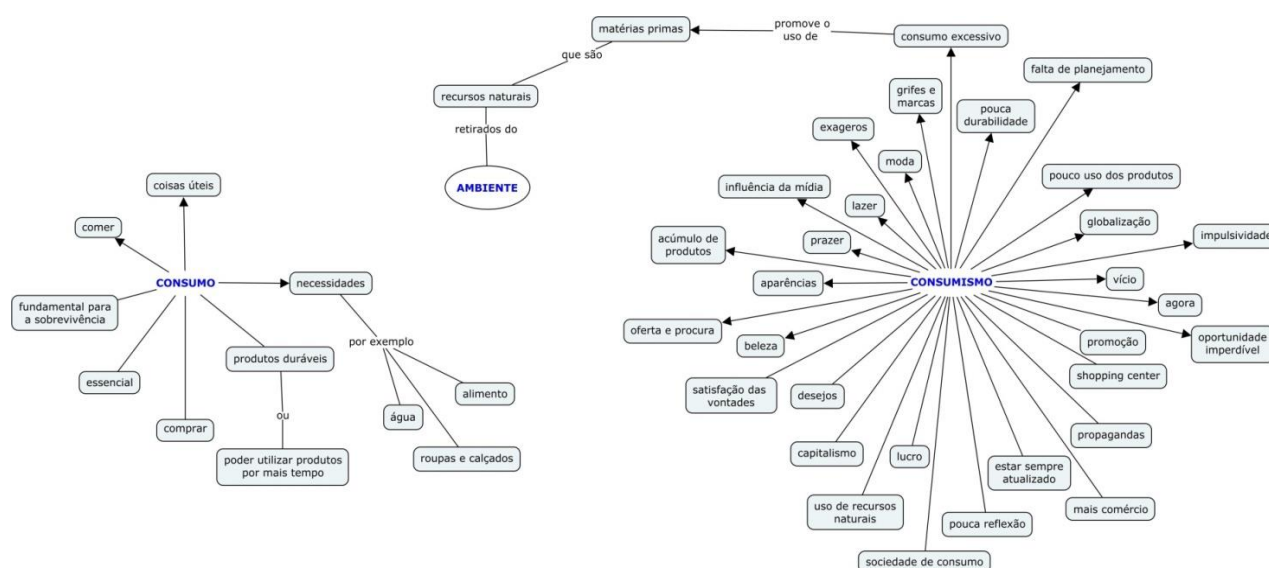 matérias primas
promove o
uso de
consumo excessivo
que são
falta de planejamento
recursos naturais
grifes e
marcas
pouca
durabilidade
retirados do
exageros
moda
AMBIENTE
coisas úteis
influência da mídia
pouco uso dos produtos
lazer
globalização
comer
acúmulo de
produtos
prazer
impulsividade
CONSUMO
necessidades
aparências
CONSUMISMO
vício
agora
fundamental para
a sobrevivência
oferta e procura
beleza
promoção
oportunidade
imperdível
por exemplo
produtos duráveis
shopping center
essencial
alimento
satisfação das
vontades
desejos
ou
água
comprar
propagandas
capitalismo
lucro
poder utilizar produtos
por mais tempo
roupas e calçados
estar sempre
atualizado
uso de recursos
naturais
mais comércio
pouca reflexão
sociedade de consumo